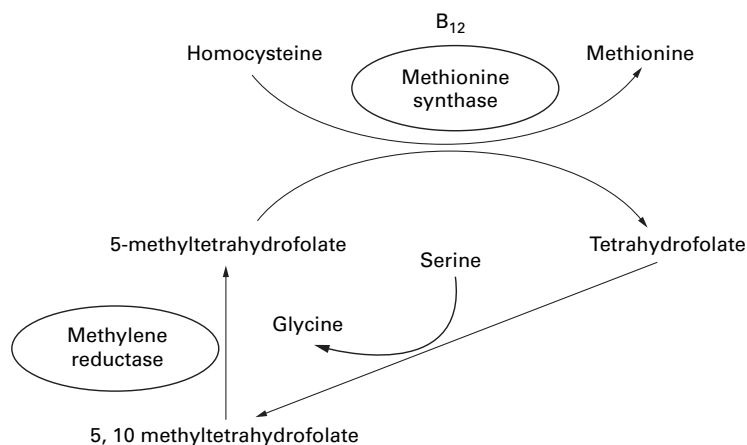 B12
Homocysteine
Methionine
synthase
Methionine
5-methyltetrahydrofolate
Serine
Tetrahydrofolate
Glycine
Methylene
reductase
5, 10 methyltetrahydrofolate